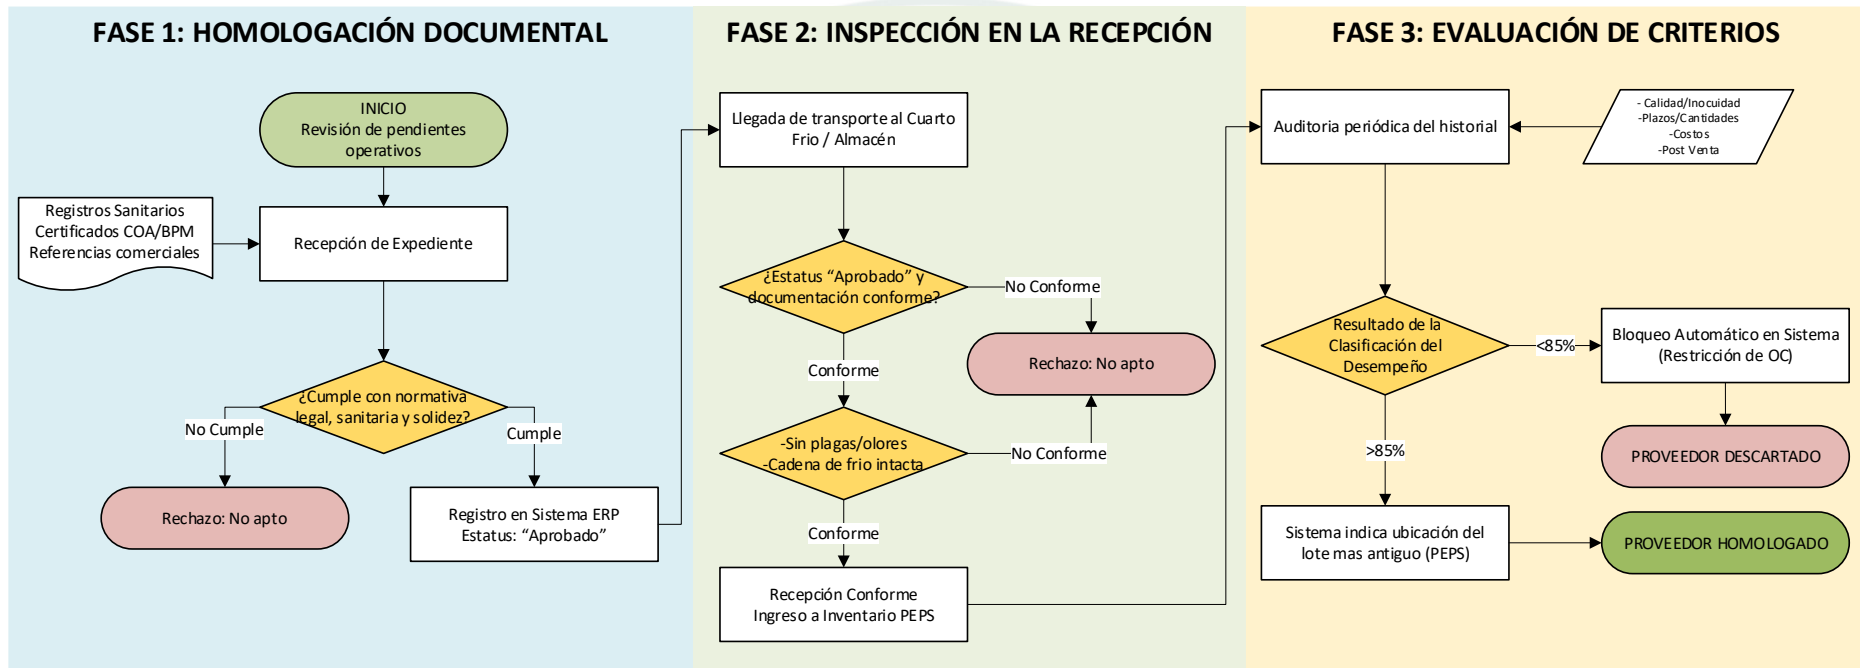 FASE 1: HOMOLOGACIÓN DOCUMENTAL
INICIO
Revisión de pendientes
operativos
Registros Sanitarios
Certificados COA/BPM
Referencias comerciales
Recepción de Expediente
¿Cumple con normativa
legal, sanitaria y solidez?
No Cumple
Cumple
Rechazo: No apto
Registro en Sistema ERP
Estatus: “Aprobado”
FASE 2: INSPECCIÓN EN LA RECEPCIÓN
Llegada de transporte al Cuarto
Frio / Almacén
¿Estatus “Aprobado” y
documentación conforme?
No Conforme
Rechazo: No apto
Conforme
-Sin plagas/olores
-Cadena de frio intacta
No Conforme
Conforme
Recepción Conforme
Ingreso a Inventario PEPS
FASE 3: EVALUACIÓN DE CRITERIOS
Auditoria periódica del historial
- Calidad/Inocuidad
-Plazos/Cantidades
-Costos
-Post Venta
Resultado de la
Clasificación del
Desempeño
<85%
Bloqueo Automático en Sistema
(Restricción de OC)
PROVEEDOR DESCARTADO
>85%
Sistema indica ubicación del
lote mas antiguo (PEPS)
PROVEEDOR HOMOLOGADO